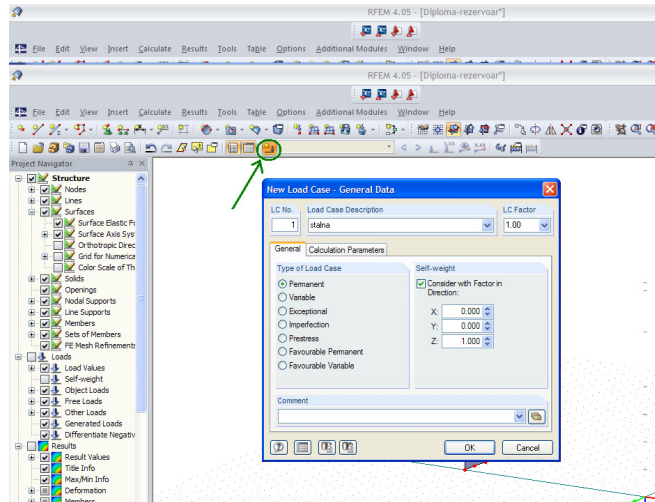 RFEM 4.05 - [Diploma-rezervoar*]
File Edit View Insert Calculate Results Tools Table Options Additional Modules Window Help
RFEM 4.05 - [Diploma-rezervoar*]
File Edit View Insert Calculate Results Tools Table Options Additional Modules Window Help
Project Navigator
Structure
Nodes
Lines
Surfaces
Surface Elastic Fo
Surface Axis Sys
Orthotropic Direc
Grid for Numerica
Color Scale of Th
Solids
Openings
Nodal Supports
Line Supports
Members
Sets of Members
FE Mesh Refinements
Loads
Load Values
Self-weight
Object Loads
Free Loads
Other Loads
Generated Loads
Differentiate Negativ
Results
Result Values
Title Info
Max/Min Info
Deformation
Members
New Load Case - General Data
LC No. Load Case Description LC Factor
1 stalna 1.00
General Calculation Parameters
Type of Load Case
Permanent
Variable
Exceptional
Imperfection
Prestress
Favourable Permanent
Favourable Variable
Self-weight
Consider with Factor in
Direction:
X: 0.000
Y: 0.000
Z: 1.000
Comment
OK Cancel